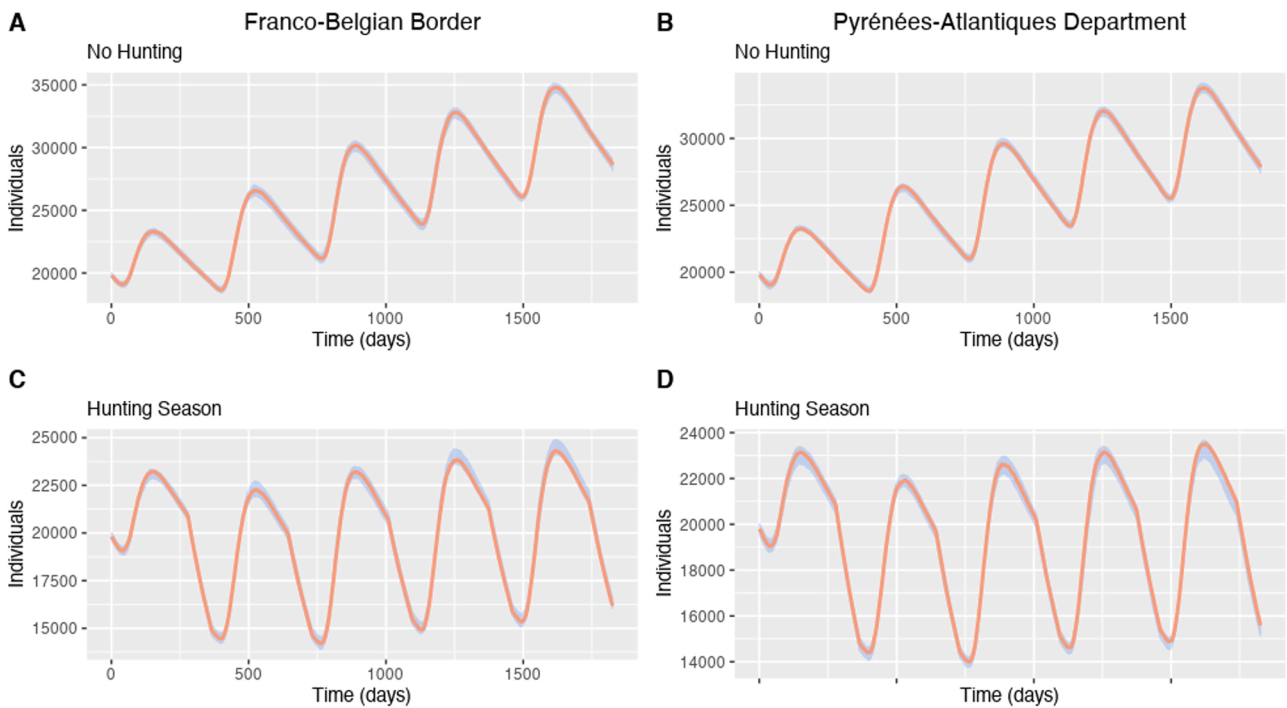 A
Franco-Belgian Border
No Hunting
35000
30000
25000
20000
Individuals
0 500 1000 1500
Time (days)
B
Pyrénées-Atlantiques Department
No Hunting
30000
25000
20000
Individuals
0 500 1000 1500
Time (days)
C
Hunting Season
25000
22500
20000
17500
15000
Individuals
0 500 1000 1500
Time (days)
D
Hunting Season
24000
22000
20000
18000
16000
14000
Individuals
Time (days)